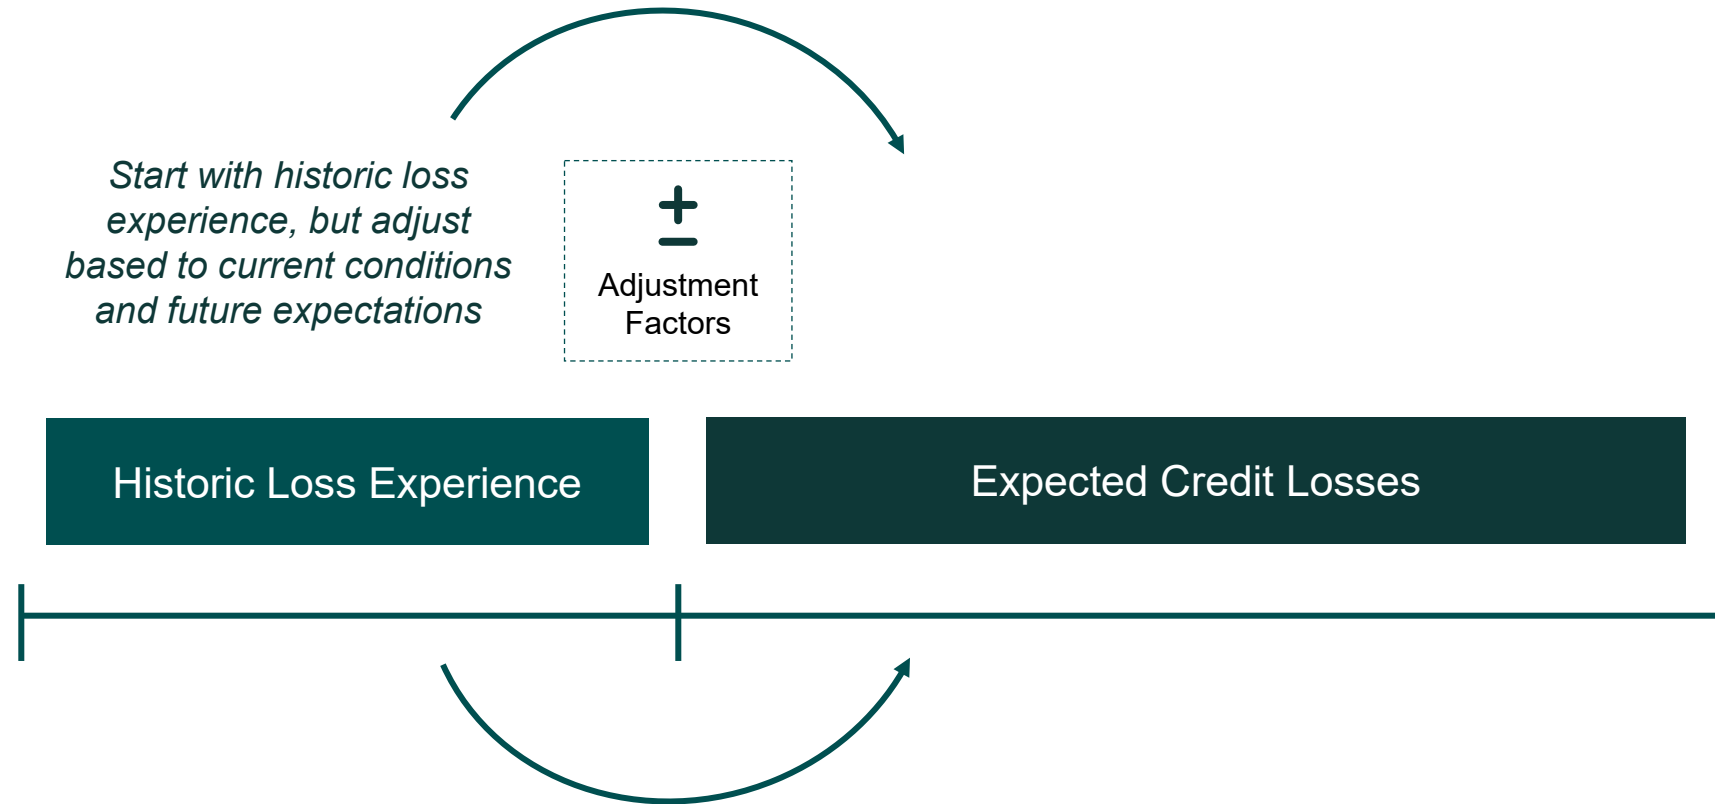 Start with historic loss
experience, but adjust
based to current conditions
and future expectations
±
Adjustment
Factors
Historic Loss Experience
Expected Credit Losses